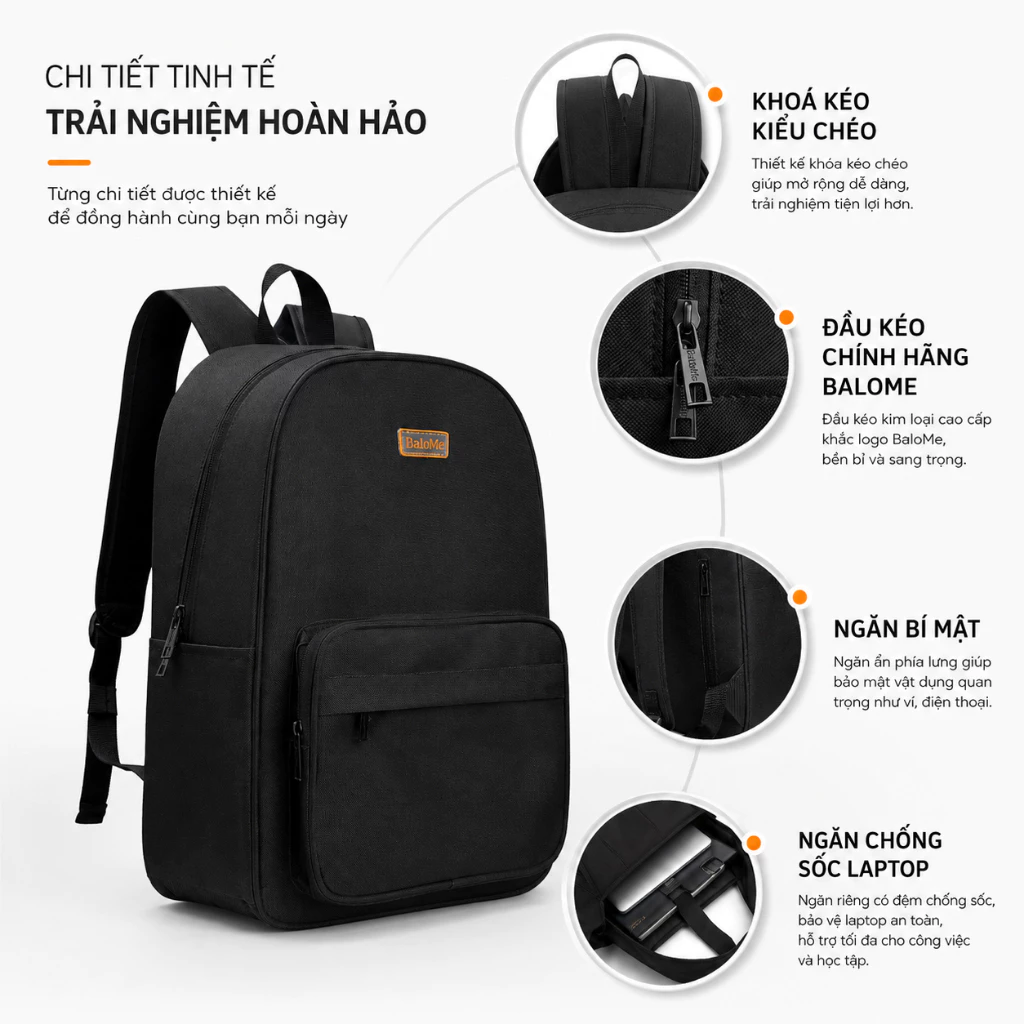 CHI TIẾT TINH TẾ
TRẢI NGHIỆM HOÀN HẢO
Từng chi tiết được thiết kế
để đồng hành cùng bạn mỗi ngày
BaloMe
KHOÁ KÉO
KIỂU CHÉO
Thiết kế khóa kéo chéo
giúp mở rộng dễ dàng,
trải nghiệm tiện lợi hơn.
BaloMe
ĐẦU KÉO
CHÍNH HÃNG
BALOME
Đầu kéo kim loại cao cấp
khắc logo BaloMe,
bền bỉ và sang trọng.
NGĂN BÍ MẬT
Ngăn ẩn phía lưng giúp
bảo mật vật dụng quan
trọng như ví, điện thoại.
NGĂN CHỐNG
SỐC LAPTOP
Ngăn riêng có đệm chống sốc,
bảo vệ laptop an toàn,
hỗ trợ tối đa cho công việc
và học tập.